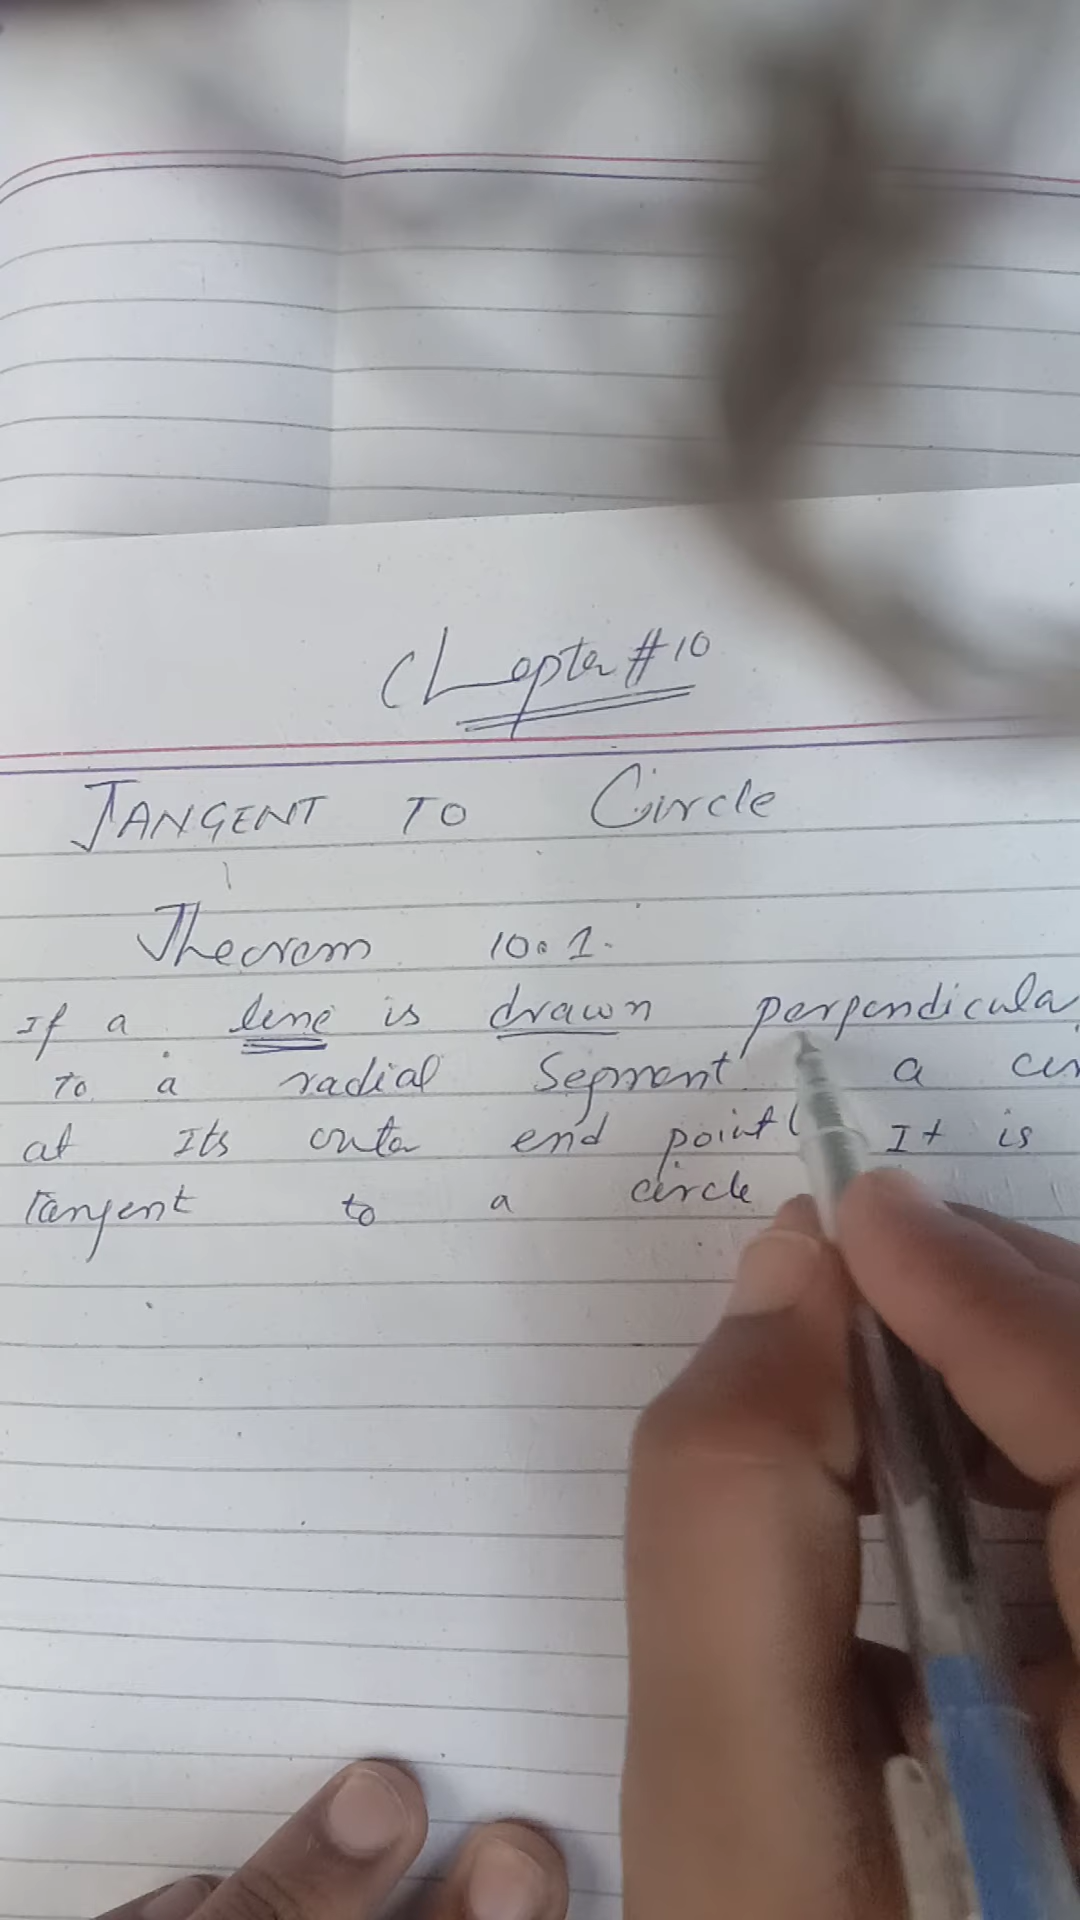 Chapter #10
TANGENT TO Circle
Theorem 10.1.
If a line is drawn perpendicula
to a radial Segment a cir
at Its outer end point It is
Tangent to a circle